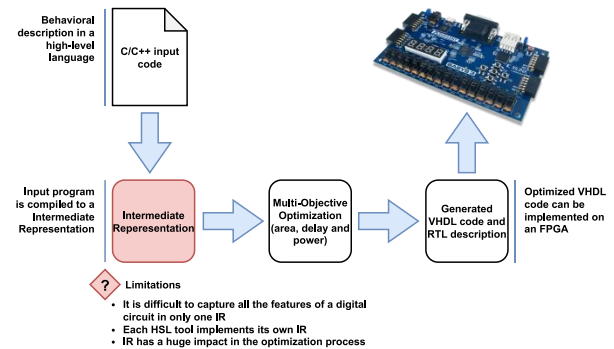 Behavioral
description in a
high-level
language
C/C++ input
code
BASYS 3
Input program
is compiled to a
Intermediate
Representation
Intermediate
Reperesentation
Multi-Objective
Optimization
(area, delay and
power)
Generated
VHDL code and
RTL description
Optimized VHDL
code can be
implemented on
an FPGA
? Limitations
• It is difficult to capture all the features of a digital
circuit in only one IR
• Each HSL tool implements its own IR
• IR has a huge impact in the optimization process